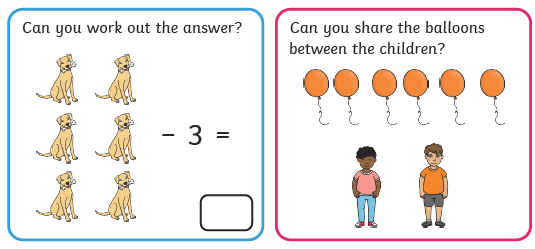 Can you work out the answer?
– 3 =
Can you share the balloons
between the children?